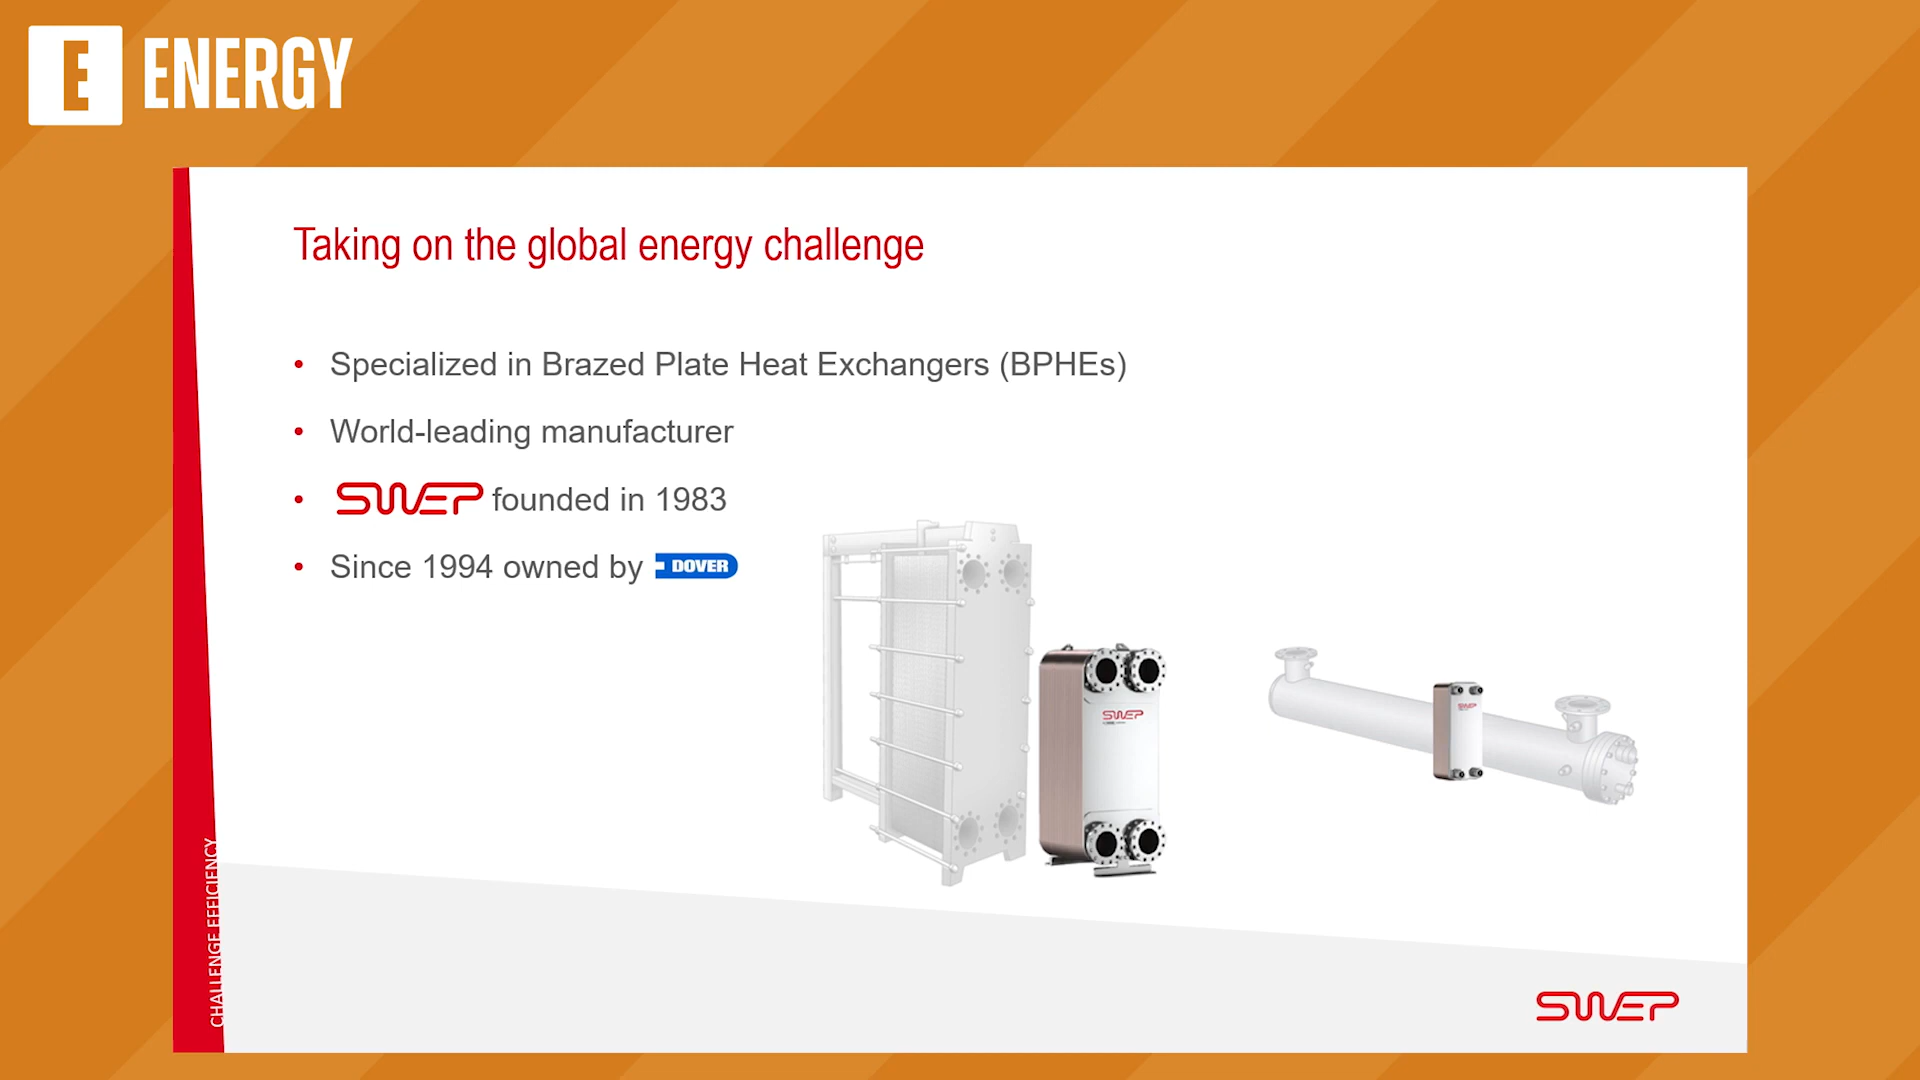 E ENERGY
Taking on the global energy challenge
• Specialized in Brazed Plate Heat Exchangers (BPHEs)
• World-leading manufacturer
• SWEP founded in 1983
• Since 1994 owned by DOVER
SWEP
SWEP
CHALLENGE EFFICIENCY
SWEP